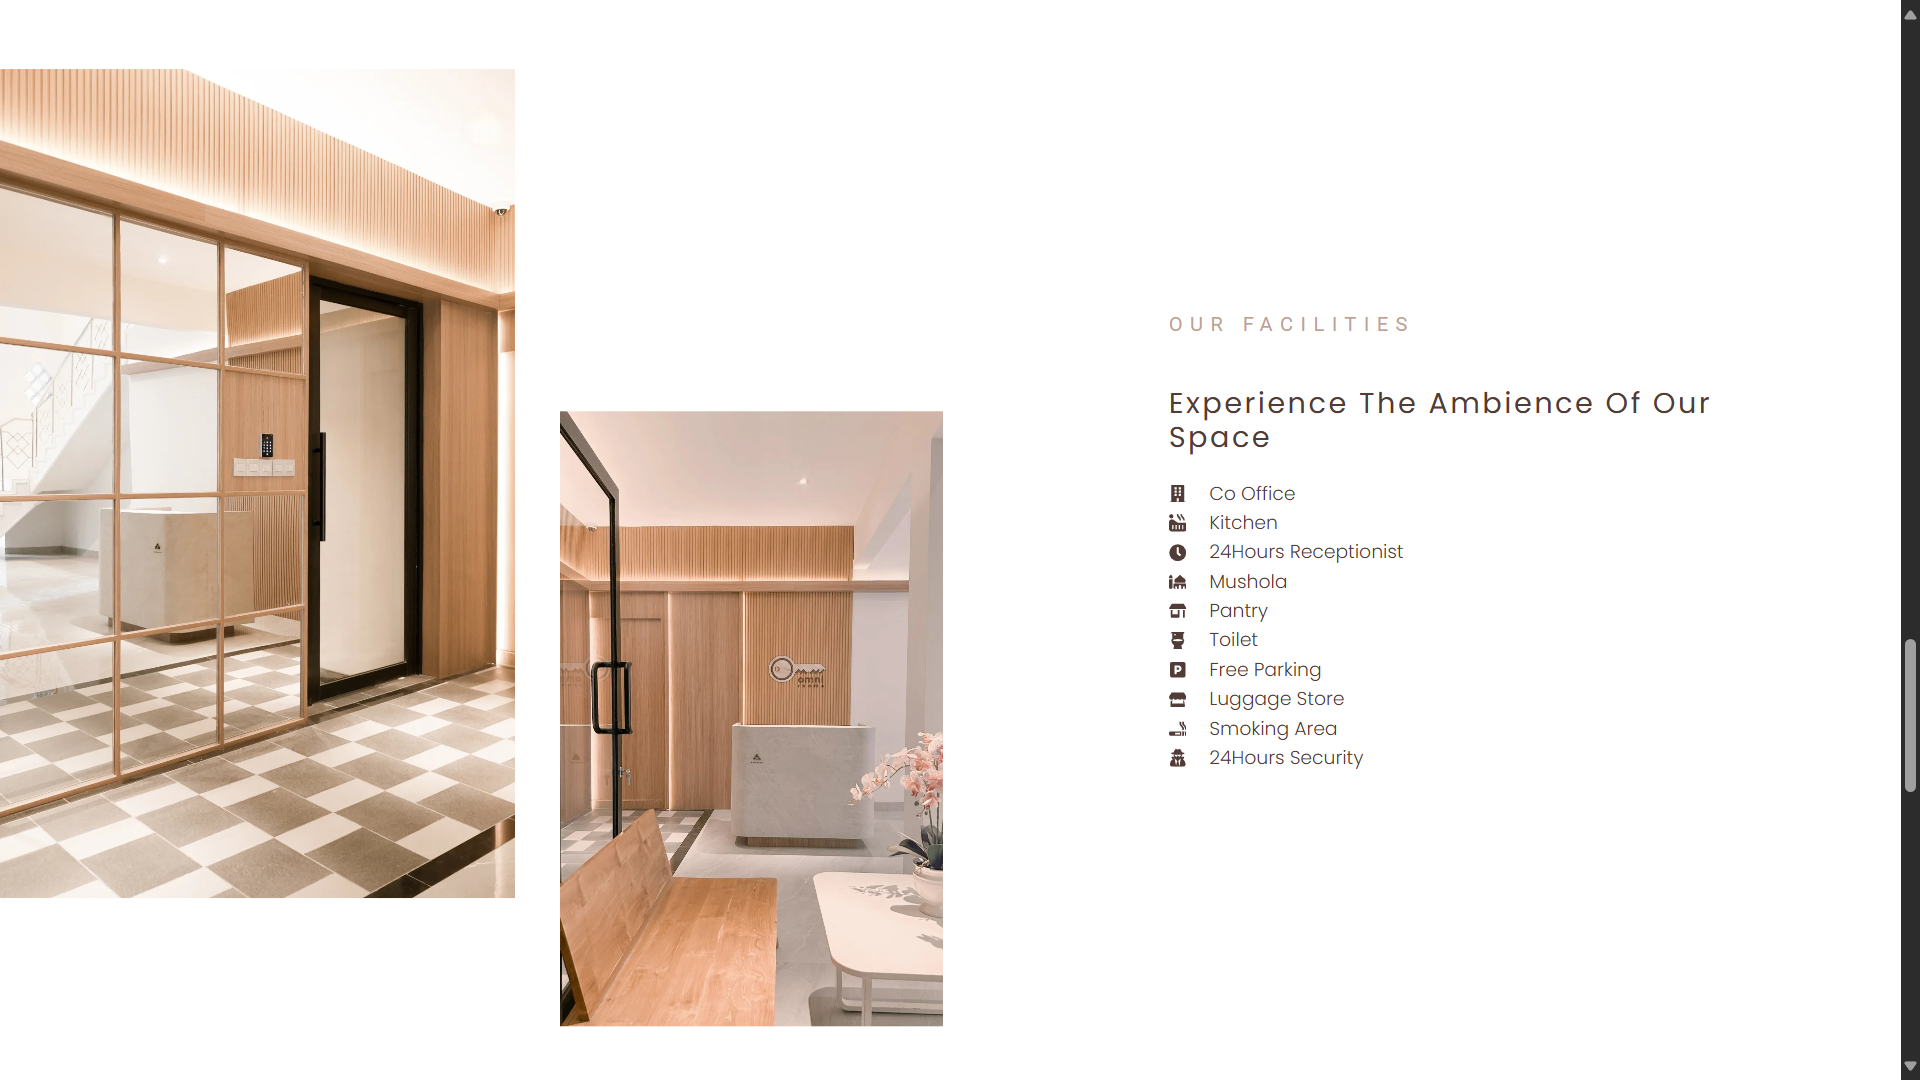 OUR FACILITIES
Experience The Ambience Of Our
Space
Co Office
Kitchen
24Hours Receptionist
Mushola
Pantry
Toilet
Free Parking
Luggage Store
Smoking Area
24Hours Security
omni